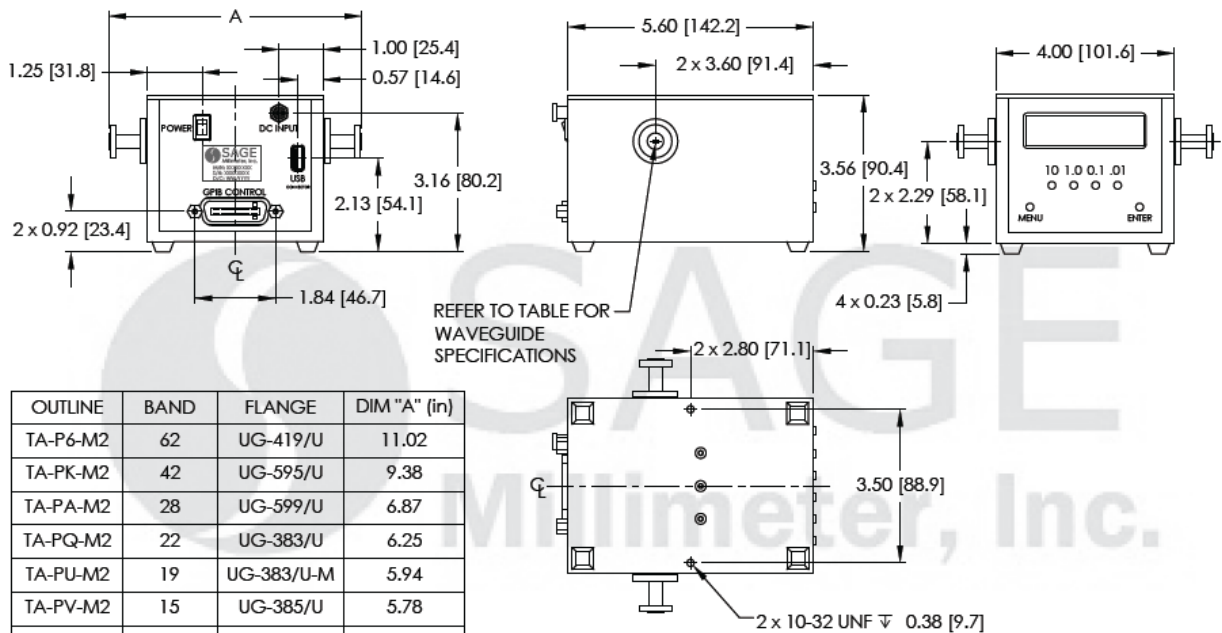 A
1.25 [31.8]
1.00 [25.4]
0.57 [14.6]
POWER
DC INPUT
SAGE
Millimeter, Inc.
USB
CONNECTOR
GPIB CONTROL
3.16 [80.2]
2.13 [54.1]
2 x 0.92 [23.4]
CL
1.84 [46.7]
5.60 [142.2]
2 x 3.60 [91.4]
3.56 [90.4]
REFER TO TABLE FOR
WAVEGUIDE
SPECIFICATIONS
4.00 [101.6]
2 x 2.29 [58.1]
10 1.0 0.1 .01
MENU ENTER
4 x 0.23 [5.8]
2 x 2.80 [71.1]
CL
3.50 [88.9]
2 x 10-32 UNF ↧ 0.38 [9.7]
OUTLINE BAND FLANGE DIM "A" (in)
TA-P6-M2 62 UG-419/U 11.02
TA-PK-M2 42 UG-595/U 9.38
TA-PA-M2 28 UG-599/U 6.87
TA-PQ-M2 22 UG-383/U 6.25
TA-PU-M2 19 UG-383/U-M 5.94
TA-PV-M2 15 UG-385/U 5.78
SAGE
Millimeter, Inc.